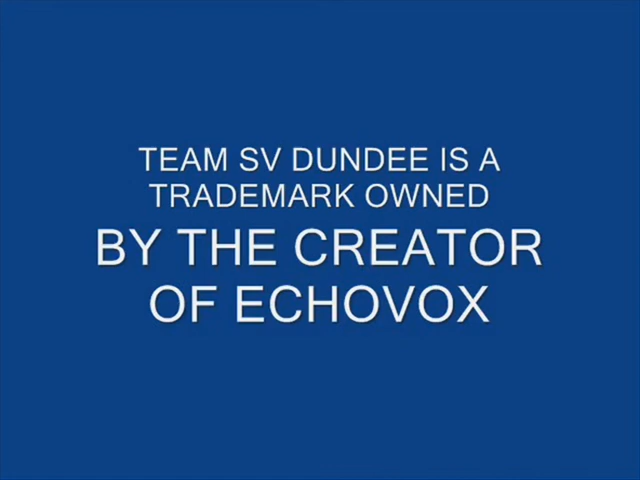 TEAM SV DUNDEE IS A
TRADEMARK OWNED
BY THE CREATOR
OF ECHOVOX